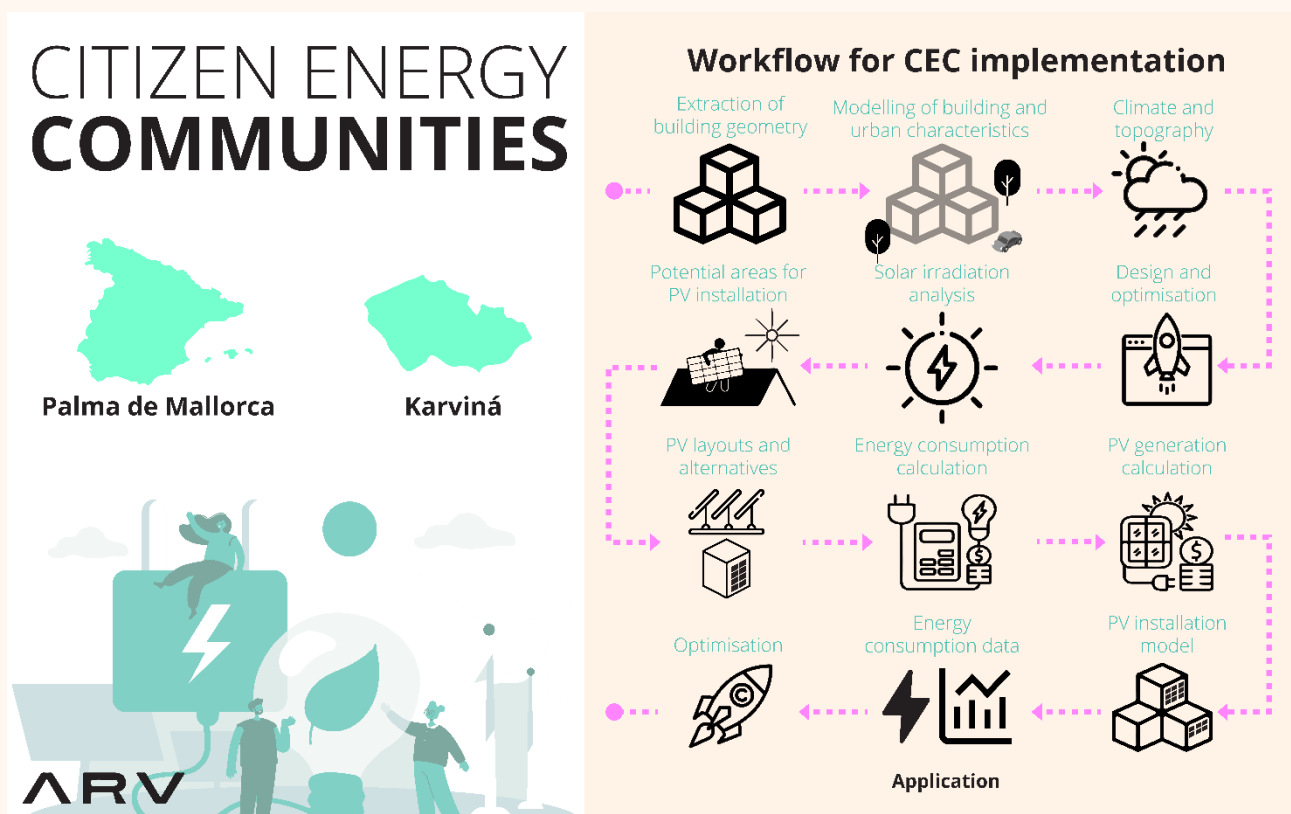 CITIZEN ENERGY
COMMUNITIES
Palma de Mallorca
Karviná
ARV
Workflow for CEC implementation
Extraction of
building geometry
Modelling of building and
urban characteristics
Climate and
topography
Potential areas for
PV installation
Solar irradiation
analysis
Design and
optimisation
PV layouts and
alternatives
Energy consumption
calculation
PV generation
calculation
$
$
Optimisation
C
Energy
consumption data
PV installation
model
Application